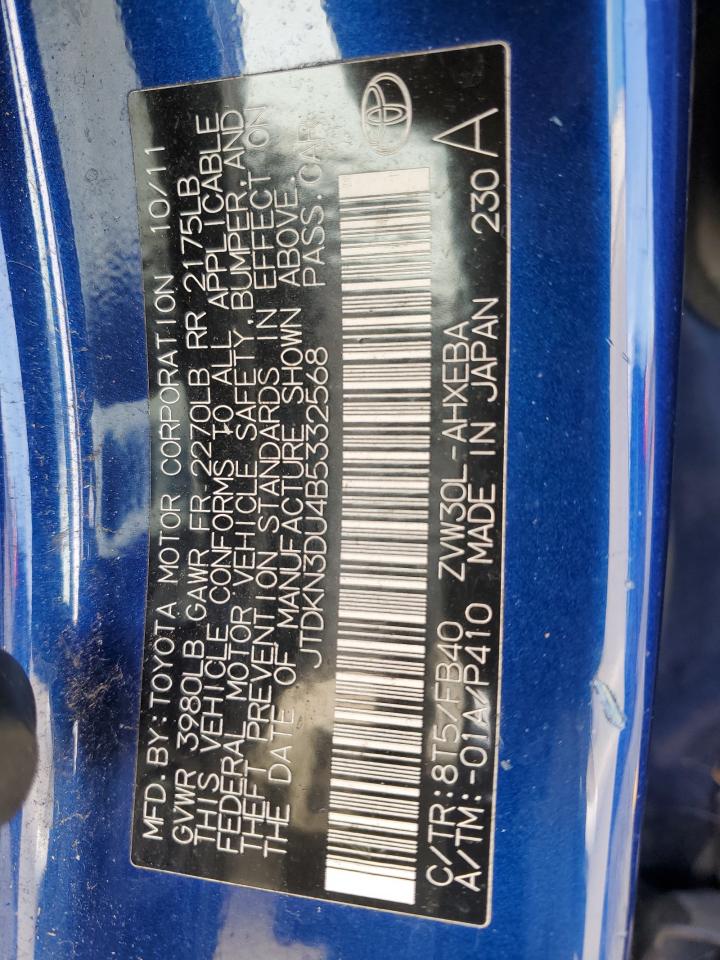 MFD.BY:TOYOTA MOTOR CORPORATION 10/11
GVWR 3980LB GAWR FR 2270LB RR 2175LB
THIS VEHICLE CONFORMS TO ALL APPLICABLE
FEDERAL MOTOR VEHICLE SAFETY, BUMPER, AND
THEFT PREVENTION STANDARDS IN EFFECT ON
THE DATE OF MANUFACTURE SHOWN ABOVE.
JTDKN3DU4B5332568 PASS.CAR
C/TR:8T5/FB40 ZVW30L-AHXEBA 230
A/TM:-01A/P410 MADE IN JAPAN A